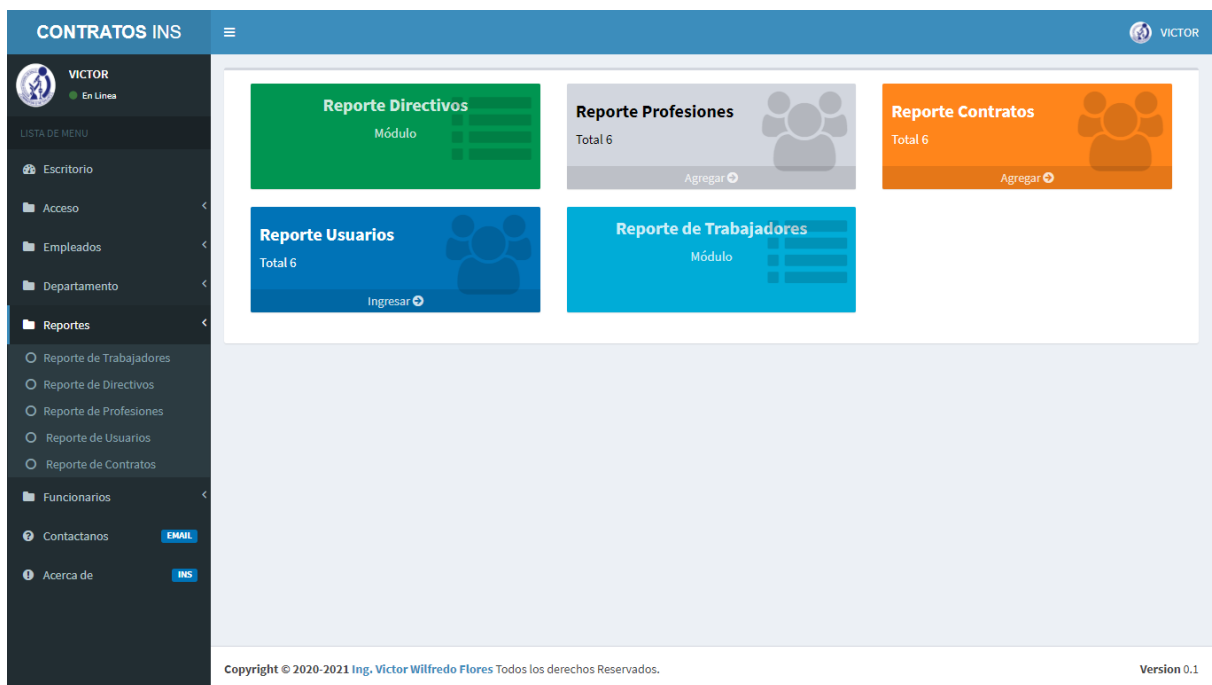 CONTRATOS INS
VICTOR
VICTOR
En Linea
LISTA DE MENU
Escritorio
Acceso
Empleados
Departamento
Reportes
Reporte de Trabajadores
Reporte de Directivos
Reporte de Profesiones
Reporte de Usuarios
Reporte de Contratos
Funcionarios
Contactanos EMAIL
Acerca de INS
Reporte Directivos
Módulo
Reporte Profesiones
Total 6
Agregar
Reporte Contratos
Total 6
Agregar
Reporte Usuarios
Total 6
Ingresar
Reporte de Trabajadores
Módulo
Copyright © 2020-2021 Ing. Victor Wilfredo Flores Todos los derechos Reservados.
Version 0.1